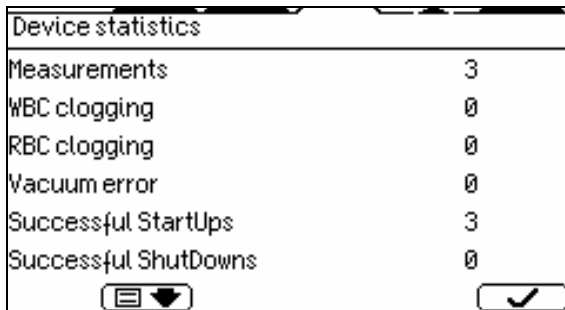 Device statistics
Measurements 3
WBC clogging 0
RBC clogging 0
Vacuum error 0
Successful StartUps 3
Successful ShutDowns 0